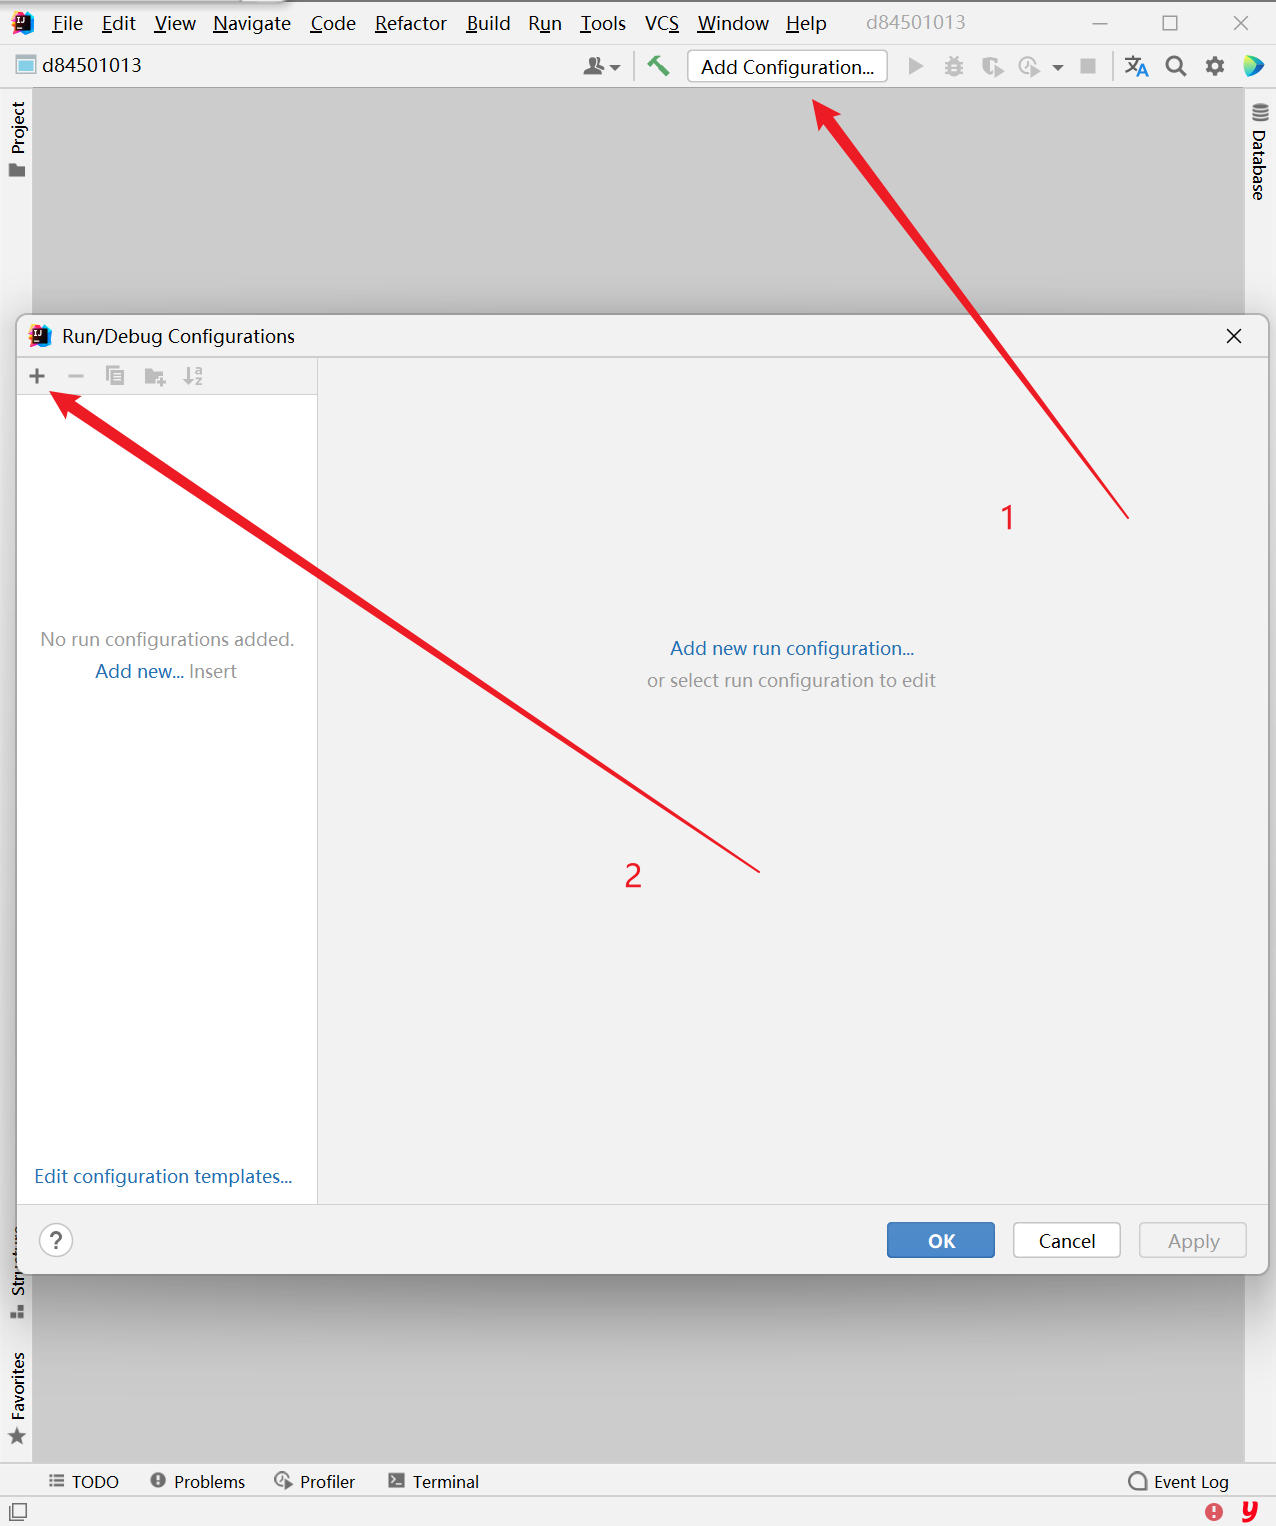 File Edit View Navigate Code Refactor Build Run Tools VCS Window Help d84501013
d84501013
Add Configuration...
Project
Database
Run/Debug Configurations
1
No run configurations added.
Add new... Insert
Add new run configuration...
or select run configuration to edit
2
Edit configuration templates...
? OK Cancel Apply
Structure
Favorites
TODO Problems Profiler Terminal Event Log